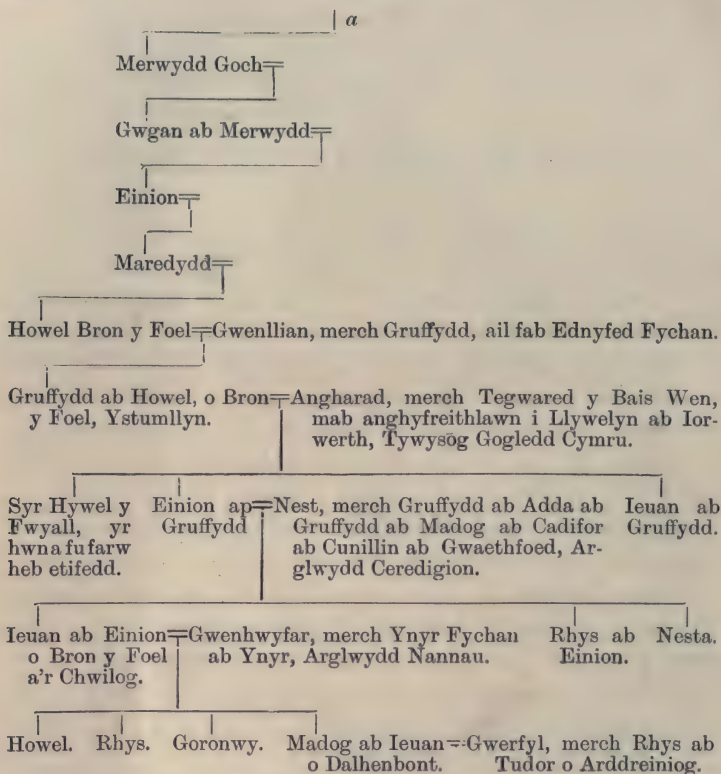 a
Merwydd Goch
Gwgan ab Merwydd
Einion
Maredydd
Howel Bron y Foel Gwenllian, merch Gruffydd, ail fab Ednyfed Fychan.
Gruffydd ab Howel, o Bron
y Foel, Ystumllyn.
Angharad, merch Tegwared y Bais Wen,
mab anghyfreithlawn i Llywelyn ab Ior-
werth, Tywysōg Gogledd Cymru.
Syr Hywel y
Fwyall, yr
hwn a fu farw
heb etifedd.
Einion ap
Gruffydd
Nest, merch Gruffydd ab Adda ab
Gruffydd ab Madog ab Cadifor
ab Cunillin ab Gwaethfoed, Ar-
glwydd Ceredigion.
Ieuan ab
Gruffydd.
Ieuan ab Einion
o Bron y Foel
a'r Chwilog.
Gwenhwyfar, merch Ynyr Fychan
ab Ynyr, Arglwydd Nannau.
Rhys ab
Einion.
Nesta.
Howel. Rhys. Goronwy.
Madog ab Ieuan
o Dalhenbont.
Gwerfyl, merch Rhys ab
Tudor o Arddreiniog.